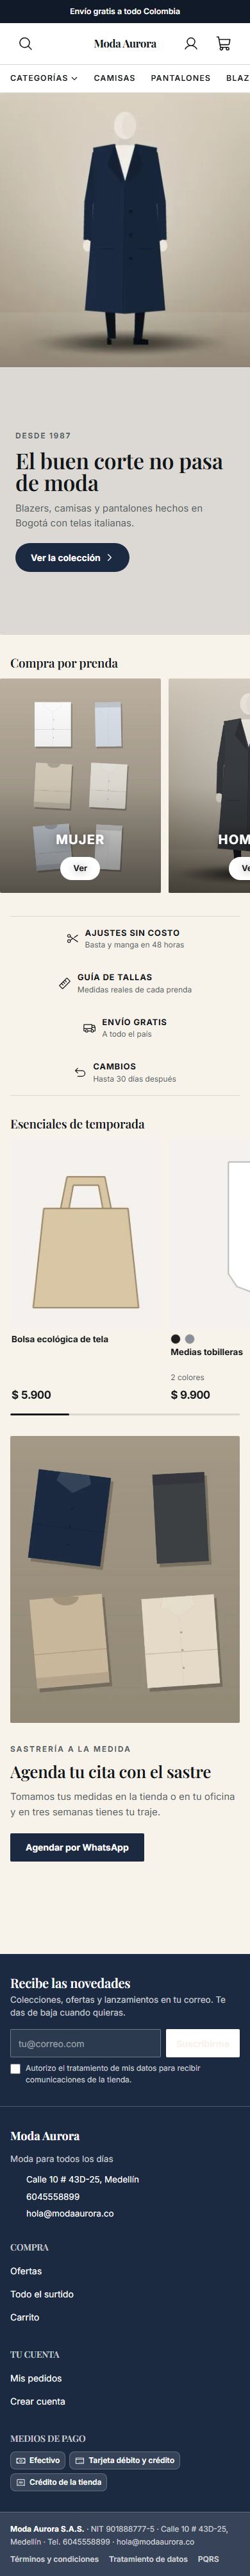 Envío gratis a todo Colombia
Moda Aurora
CATEGORÍAS CAMISAS PANTALONES BLAZ
DESDE 1987
El buen corte no pasa
de moda
Blazers, camisas y pantalones hechos en
Bogotá con telas italianas.
Ver la colección
Compra por prenda
MUJER HOM
Ver Ve
AJUSTES SIN COSTO
Basta y manga en 48 horas
GUÍA DE TALLAS
Medidas reales de cada prenda
ENVÍO GRATIS
A todo el país
CAMBIOS
Hasta 30 días después
Esenciales de temporada
Bolsa ecológica de tela
$ 5.900
Medias tobilleras
2 colores
$ 9.900
SASTRERÍA A LA MEDIDA
Agenda tu cita con el sastre
Tomamos tus medidas en la tienda o en tu oficina
y en tres semanas tienes tu traje.
Agendar por WhatsApp
Recibe las novedades
Colecciones, ofertas y lanzamientos en tu correo. Te
das de baja cuando quieras.
tu@correo.com Suscribirme
Autorizo el tratamiento de mis datos para recibir
comunicaciones de la tienda.
Moda Aurora
Moda para todos los días
Calle 10 # 43D-25, Medellín
6045558899
hola@modaaurora.co
COMPRA
Ofertas
Todo el surtido
Carrito
TU CUENTA
Mis pedidos
Crear cuenta
MEDIOS DE PAGO
Efectivo Tarjeta débito y crédito
Crédito de la tienda
Moda Aurora S.A.S. · NIT 901888777-5 · Calle 10 # 43D-25,
Medellín · Tel. 6045558899 · hola@modaaurora.co
Términos y condiciones Tratamiento de datos PQRS